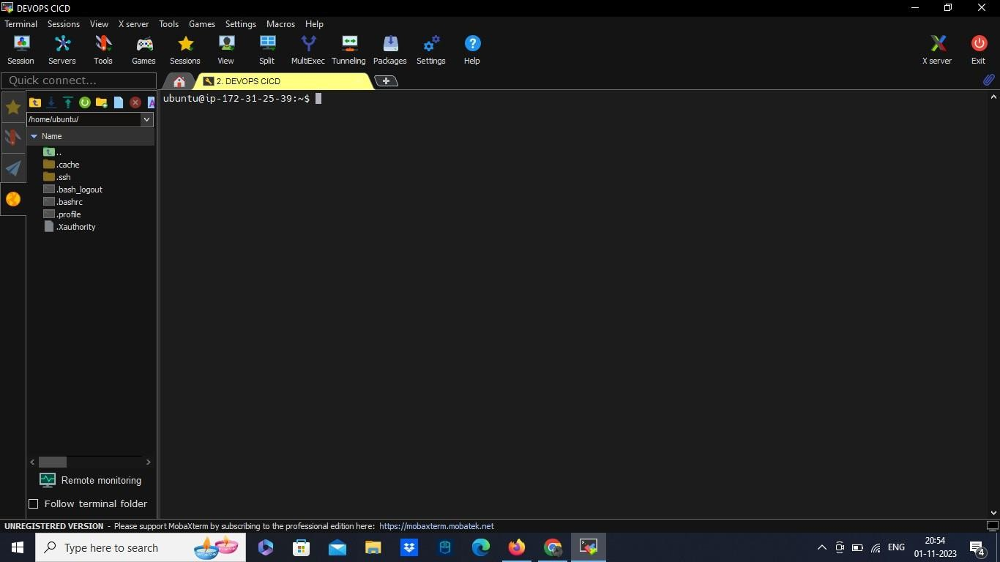 DEVOPS CICD
Terminal Sessions View X server Tools Games Settings Macros Help
Session Servers Tools Games Sessions View Split MultiExec Tunneling Packages Settings Help X server Exit
Quick connect...
2. DEVOPS CICD
/home/ubuntu/
Name
..
.cache
.ssh
.bash_logout
.bashrc
.profile
.Xauthority
ubuntu@ip-172-31-25-39:~$
Remote monitoring
Follow terminal folder
UNREGISTERED VERSION - Please support MobaXterm by subscribing to the professional edition here: https://mobaxterm.mobatek.net
Type here to search
ENG
20:54
01-11-2023
4